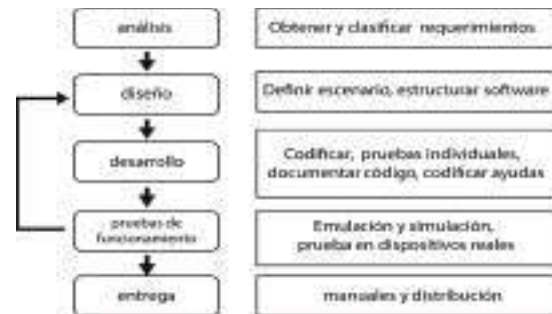 análisis
Obtener y clasificar requerimientos
diseño
Definir escenario, estructurar software
desarrollo
Codificar, pruebas individuales,
documentar código, codificar ayudas
pruebas de
funcionamiento
Emulación y simulación,
prueba en dispositivos reales
entrega
manuales y distribución